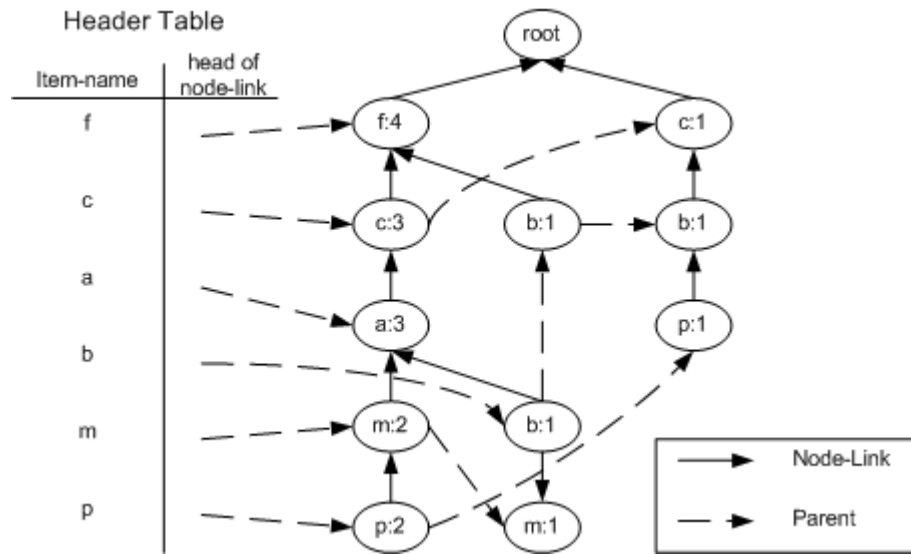 Header Table
root
Item-name
head of
node-link
f
f:4
c:1
c
c:3
b:1
b:1
a
a:3
p:1
b
m
m:2
b:1
Node-Link
p
p:2
m:1
Parent